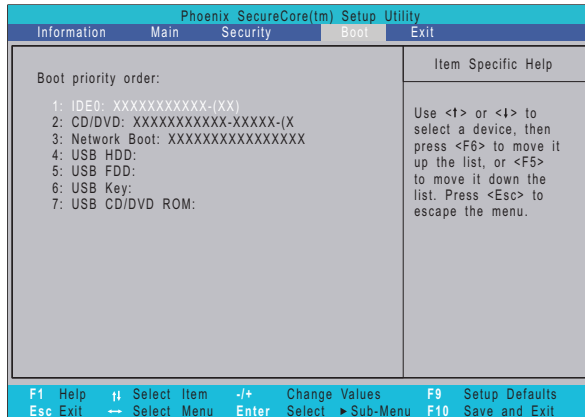 Phoenix SecureCore(tm) Setup Utility
Information Main Security Boot Exit
Boot priority order:
1: IDE0: XXXXXXXXXXX-(XX)
2: CD/DVD: XXXXXXXXXXX-XXXXX-(X
3: Network Boot: XXXXXXXXXXXXXXXX
4: USB HDD:
5: USB FDD:
6: USB Key:
7: USB CD/DVD ROM:
Item Specific Help
Use <↑> or <↓> to
select a device, then
press <F6> to move it
up the list, or <F5>
to move it down the
list. Press <Esc> to
escape the menu.
F1 Help ↑↓ Select Item -/+ Change Values F9 Setup Defaults
Esc Exit ↔ Select Menu Enter Select ►Sub-Menu F10 Save and Exit